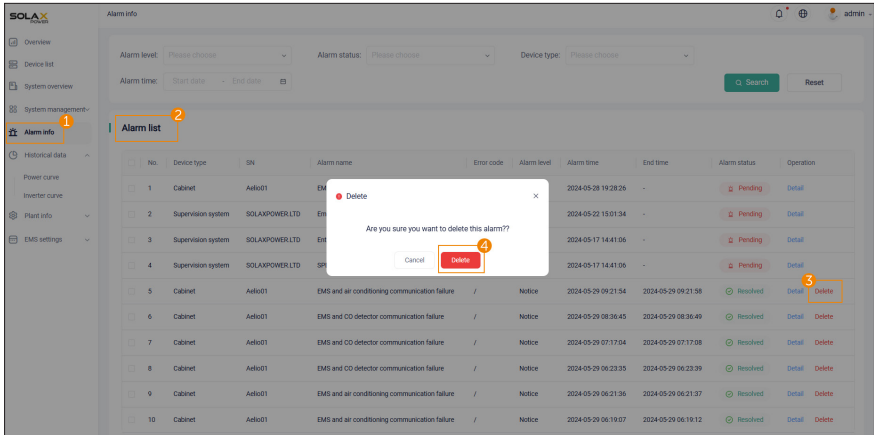 SOLAX POWER
Alarm info
admin
Overview
Device list
System overview
System management
1
Alarm info
Historical data
Power curve
Inverter curve
Plant info
EMS settings
Alarm level: Please choose Alarm status: Please choose Device type: Please choose
Alarm time: Start date - End date Search Reset
2
Alarm list
No. Device type SN Alarm name Error code Alarm level Alarm time End time Alarm status Operation
1 Cabinet Aelio01 EM 2024-05-28 19:28:26 - Pending Detail
2 Supervision system SOLAXPOWER.LTD Em 2024-05-22 15:01:34 - Pending Detail
3 Supervision system SOLAXPOWER.LTD Ent 2024-05-17 14:41:06 - Pending Detail
4 Supervision system SOLAXPOWER.LTD SP 2024-05-17 14:41:06 - Pending Detail
3
5 Cabinet Aelio01 EMS and air conditioning communication failure / Notice 2024-05-29 09:21:54 2024-05-29 09:21:58 Resolved Detail Delete
6 Cabinet Aelio01 EMS and CO detector communication failure / Notice 2024-05-29 08:36:45 2024-05-29 08:36:49 Resolved Detail Delete
7 Cabinet Aelio01 EMS and CO detector communication failure / Notice 2024-05-29 07:17:04 2024-05-29 07:17:08 Resolved Detail Delete
8 Cabinet Aelio01 EMS and CO detector communication failure / Notice 2024-05-29 06:23:35 2024-05-29 06:23:39 Resolved Detail Delete
9 Cabinet Aelio01 EMS and air conditioning communication failure / Notice 2024-05-29 06:21:36 2024-05-29 06:21:37 Resolved Detail Delete
10 Cabinet Aelio01 EMS and air conditioning communication failure / Notice 2024-05-29 06:19:07 2024-05-29 06:19:12 Resolved Detail Delete
Delete ×
Are you sure you want to delete this alarm??
4
Cancel Delete